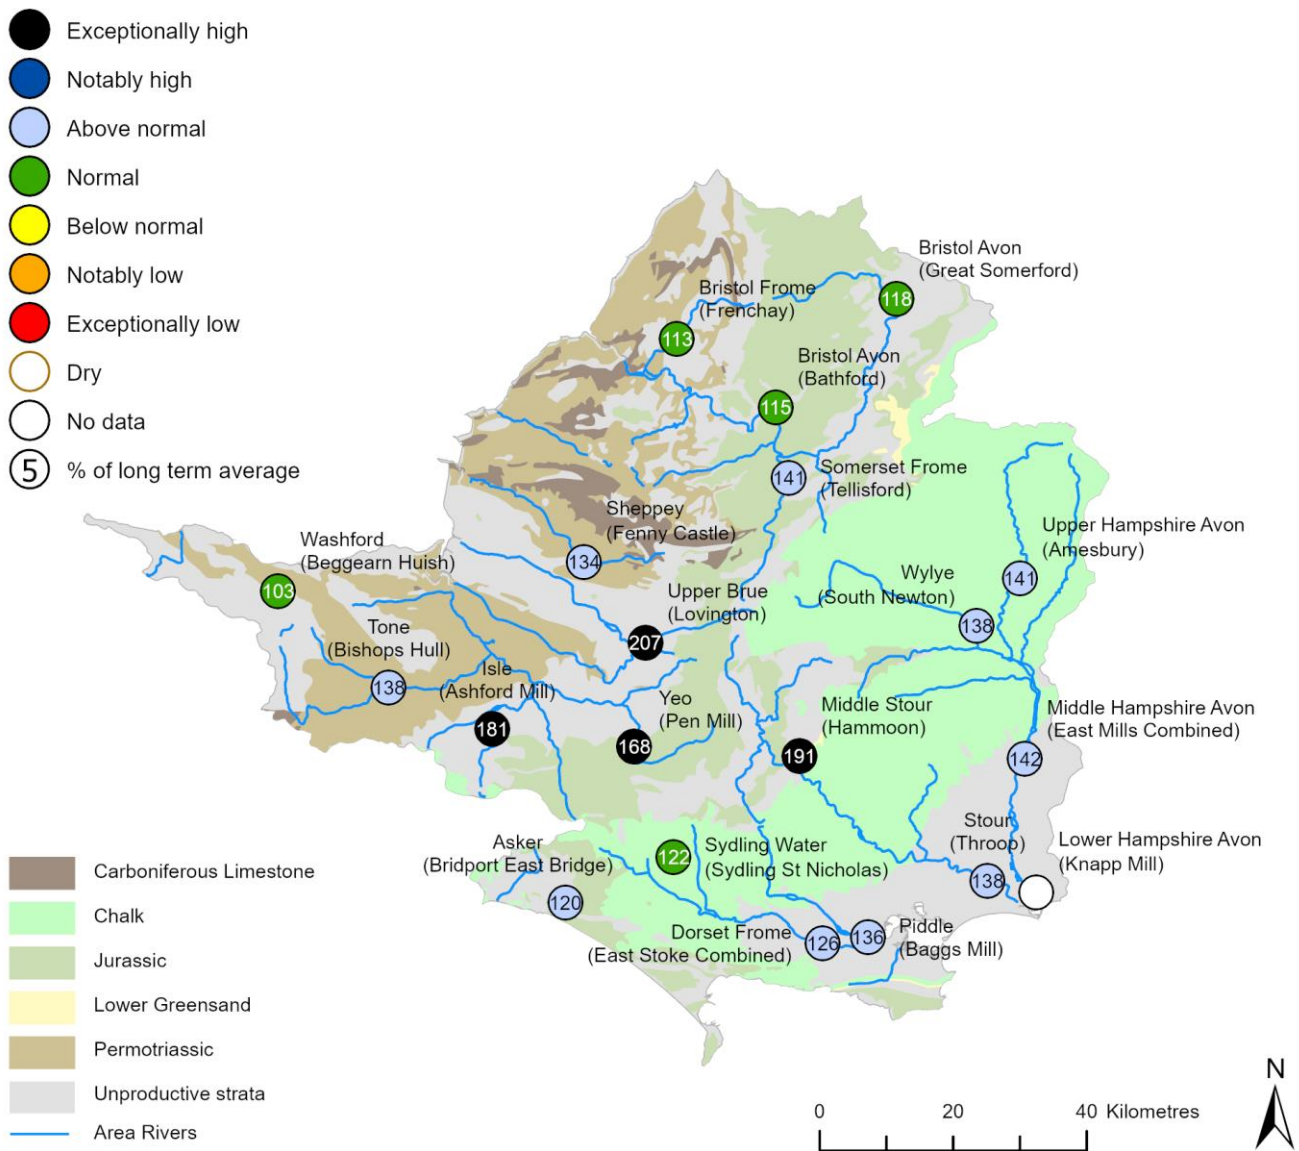 Exceptionally high
Notably high
Above normal
Normal
Below normal
Notably low
Exceptionally low
Dry
No data
5 % of long term average
Bristol Avon
(Great Somerford)
118
Bristol Frome
(Frenchay)
113
Bristol Avon
(Bathford)
115
Somerset Frome
(Tellisford)
141
Sheppey
(Fenny Castle)
134
Upper Hampshire Avon
(Amesbury)
141
Washford
(Beggearn Huish)
103
Wylye
(South Newton)
138
Upper Brue
(Lovington)
207
Tone
(Bishops Hull)
138
Isle
(Ashford Mill)
181
Yeo
(Pen Mill)
168
Middle Stour
(Hammoon)
191
Middle Hampshire Avon
(East Mills Combined)
142
Asker
(Bridport East Bridge)
120
Sydling Water
(Sydling St Nicholas)
122
Stour
(Throop)
138
Lower Hampshire Avon
(Knapp Mill)
Dorset Frome
(East Stoke Combined)
126
Piddle
(Baggs Mill)
136
Carboniferous Limestone
Chalk
Jurassic
Lower Greensand
Permotriassic
Unproductive strata
Area Rivers
0 20 40 Kilometres
N